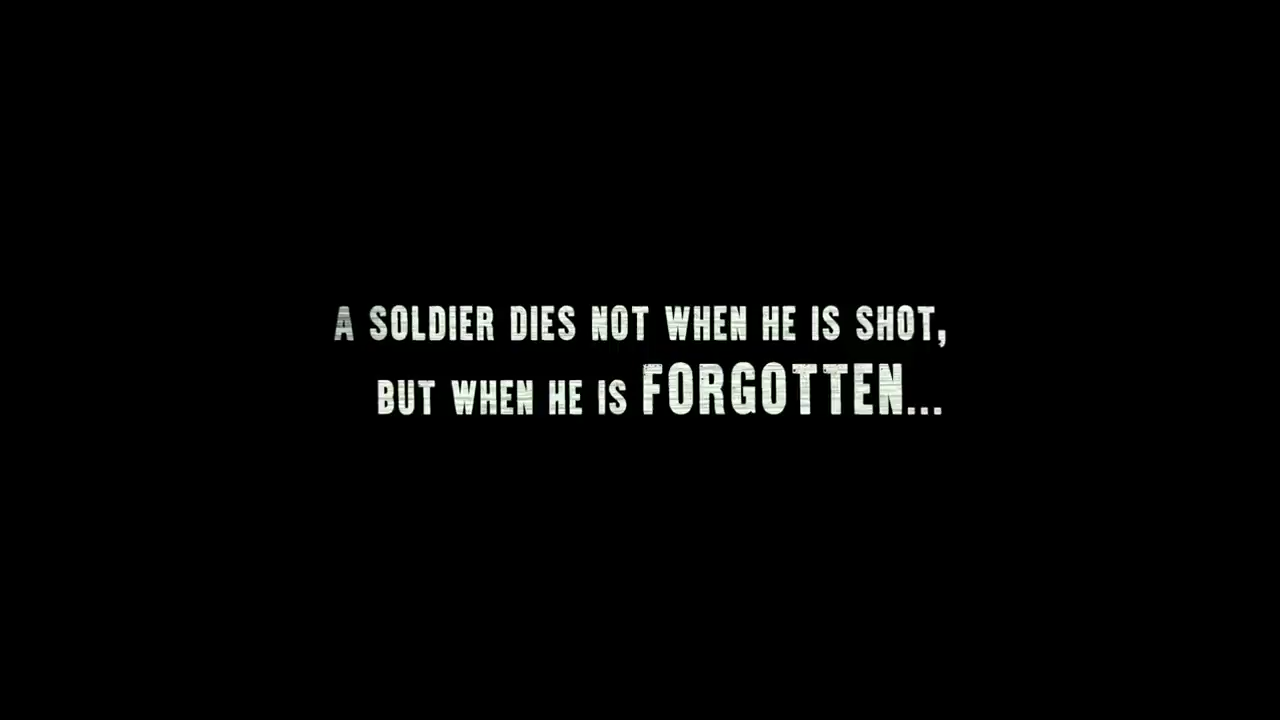 A SOLDIER DIES NOT WHEN HE IS SHOT,
BUT WHEN HE IS FORGOTTEN...